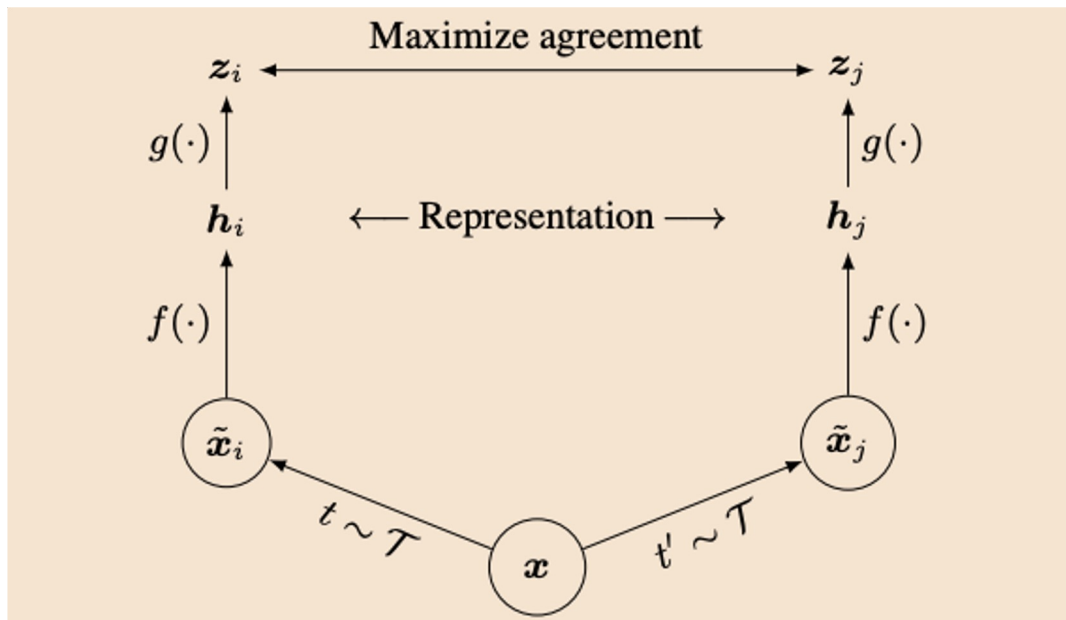 Maximize agreement
z_i z_j
g(·) g(·)
h_i ← Representation → h_j
f(·) f(·)
x̃_i x̃_j
t ~ 𝒯 t' ~ 𝒯
x